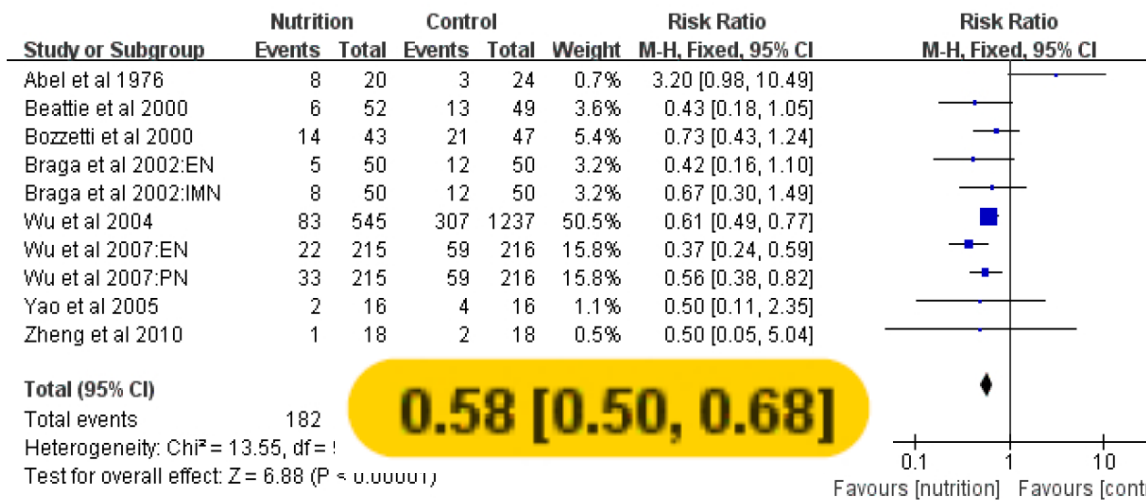 Nutrition Control Risk Ratio Risk Ratio
Study or Subgroup Events Total Events Total Weight M-H, Fixed, 95% CI M-H, Fixed, 95% CI
Abel et al 1976 8 20 3 24 0.7% 3.20 [0.98, 10.49]
Beattie et al 2000 6 52 13 49 3.6% 0.43 [0.18, 1.05]
Bozzetti et al 2000 14 43 21 47 5.4% 0.73 [0.43, 1.24]
Braga et al 2002:EN 5 50 12 50 3.2% 0.42 [0.16, 1.10]
Braga et al 2002:IMN 8 50 12 50 3.2% 0.67 [0.30, 1.49]
Wu et al 2004 83 545 307 1237 50.5% 0.61 [0.49, 0.77]
Wu et al 2007:EN 22 215 59 216 15.8% 0.37 [0.24, 0.59]
Wu et al 2007:PN 33 215 59 216 15.8% 0.56 [0.38, 0.82]
Yao et al 2005 2 16 4 16 1.1% 0.50 [0.11, 2.35]
Zheng et al 2010 1 18 2 18 0.5% 0.50 [0.05, 5.04]
Total (95% CI)
0.58 [0.50, 0.68]
Total events 182
Heterogeneity: Chi² = 13.55, df =
Test for overall effect: Z = 6.88 (P < 0.00001)
0.1 1 10
Favours [nutrition] Favours [cont